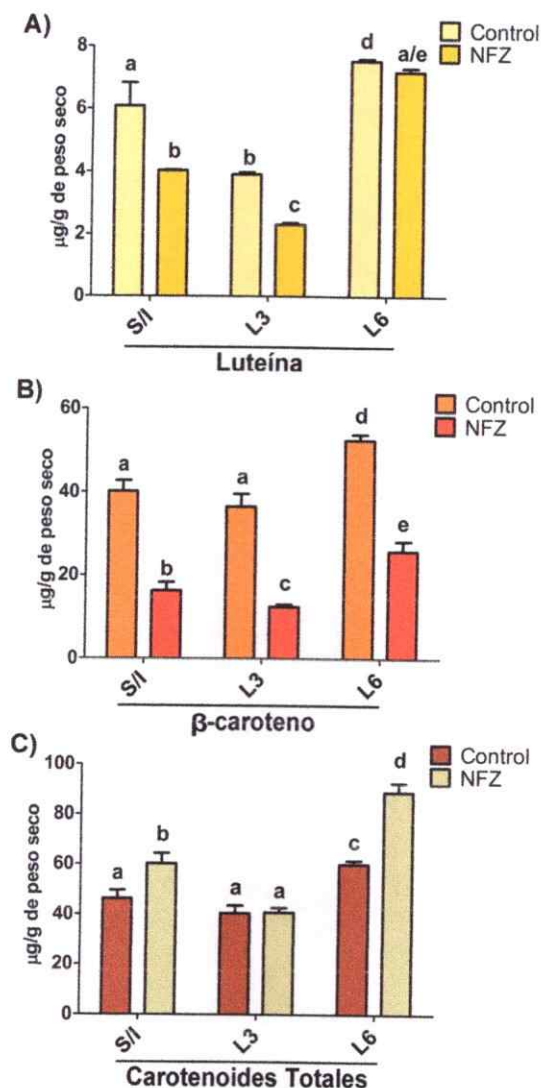 A)
Control
NFZ
µg/g de peso seco
8
6
4
2
0
a
b
b
c
d
a/e
S/I
L3
L6
Luteína
B)
Control
NFZ
µg/g de peso seco
60
40
20
0
a
b
a
c
d
e
S/I
L3
L6
β-caroteno
C)
Control
NFZ
µg/g de peso seco
100
80
60
40
20
0
a
b
a
a
c
d
S/I
L3
L6
Carotenoides Totales